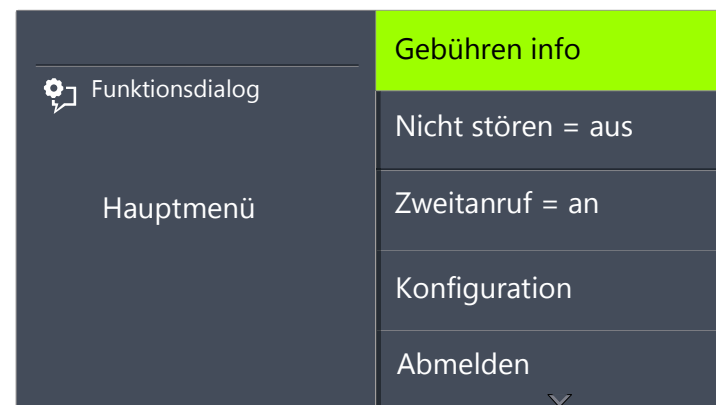 Funktionsdialog
Hauptmenü
Gebühren info
Nicht stören = aus
Zweitanruf = an
Konfiguration
Abmelden